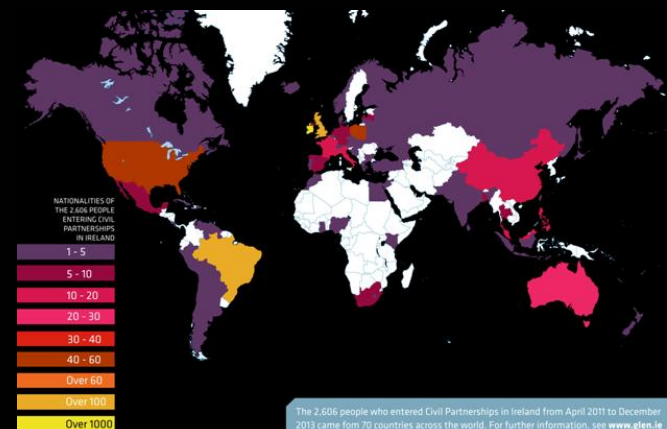 NATIONALITIES OF
THE 2,606 PEOPLE
ENTERING CIVIL
PARTNERSHIPS
IN IRELAND
1 - 5
5 - 10
10 - 20
20 - 30
30 - 40
40 - 60
Over 60
Over 100
Over 1000
The 2,606 people who entered Civil Partnerships in Ireland from April 2011 to December
2013 came fom 70 countries across the world. For further information, see www.glen.ie